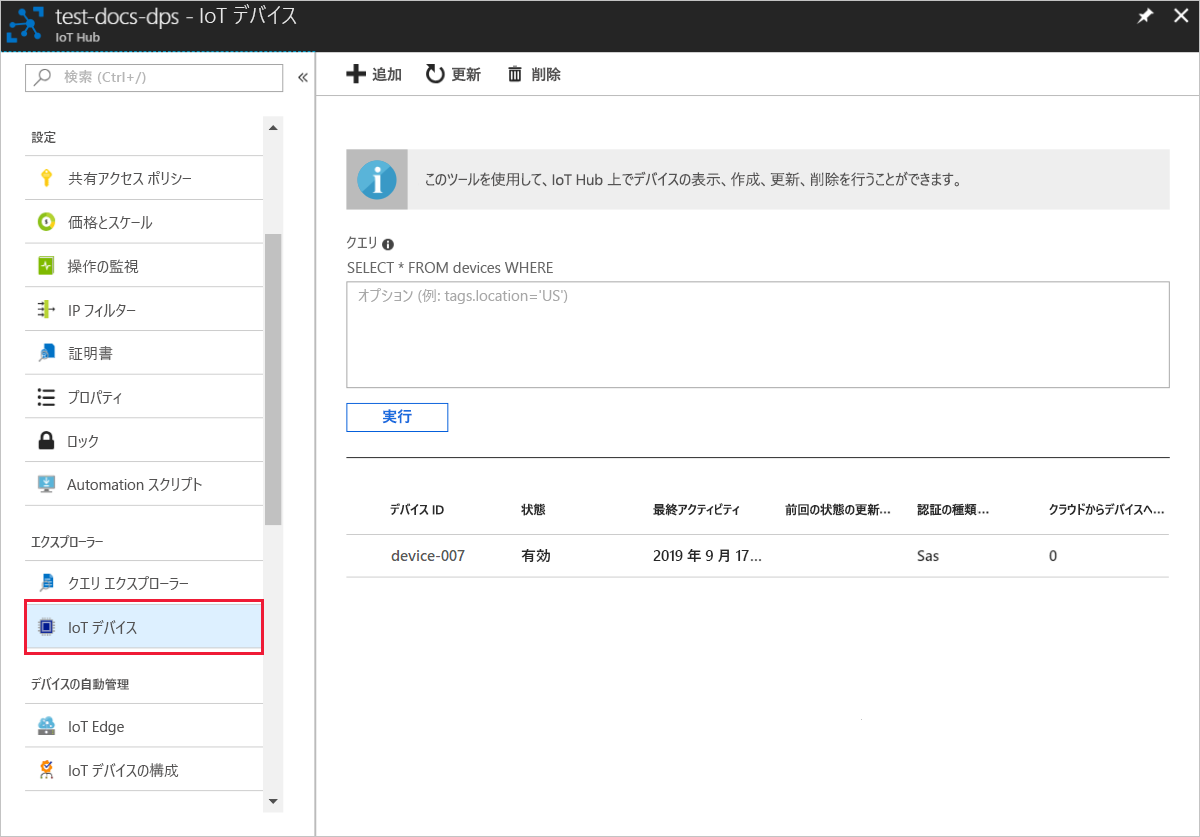 test-docs-dps - IoT デバイス
IoT Hub
検索 (Ctrl+/)
«
設定
共有アクセス ポリシー
価格とスケール
操作の監視
IP フィルター
証明書
プロパティ
ロック
Automation スクリプト
エクスプローラー
クエリ エクスプローラー
IoT デバイス
デバイスの自動管理
IoT Edge
IoT デバイスの構成
追加 更新 削除
このツールを使用して、IoT Hub 上でデバイスの表示、作成、更新、削除を行うことができます。
クエリ
SELECT * FROM devices WHERE
オプション (例: tags.location='US')
実行
デバイス ID 状態 最終アクティビティ 前回の状態の更新... 認証の種類... クラウドからデバイスへ...
device-007 有効 2019 年 9 月 17... Sas 0